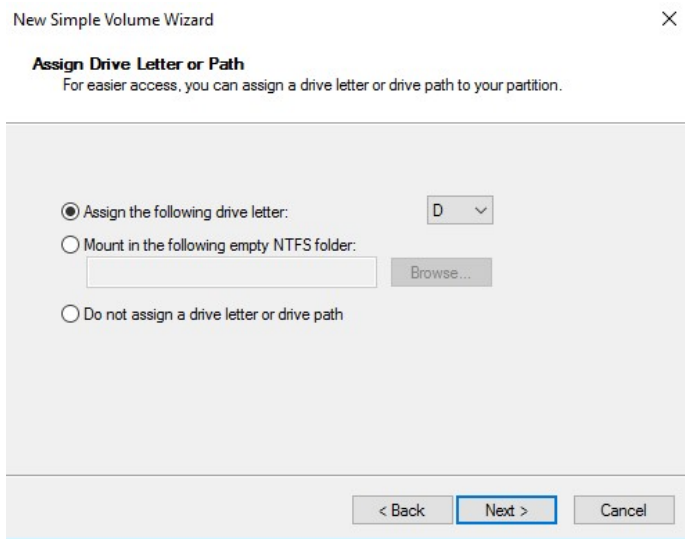 New Simple Volume Wizard
Assign Drive Letter or Path
For easier access, you can assign a drive letter or drive path to your partition.
Assign the following drive letter: D
Mount in the following empty NTFS folder:
Browse...
Do not assign a drive letter or drive path
< Back Next > Cancel